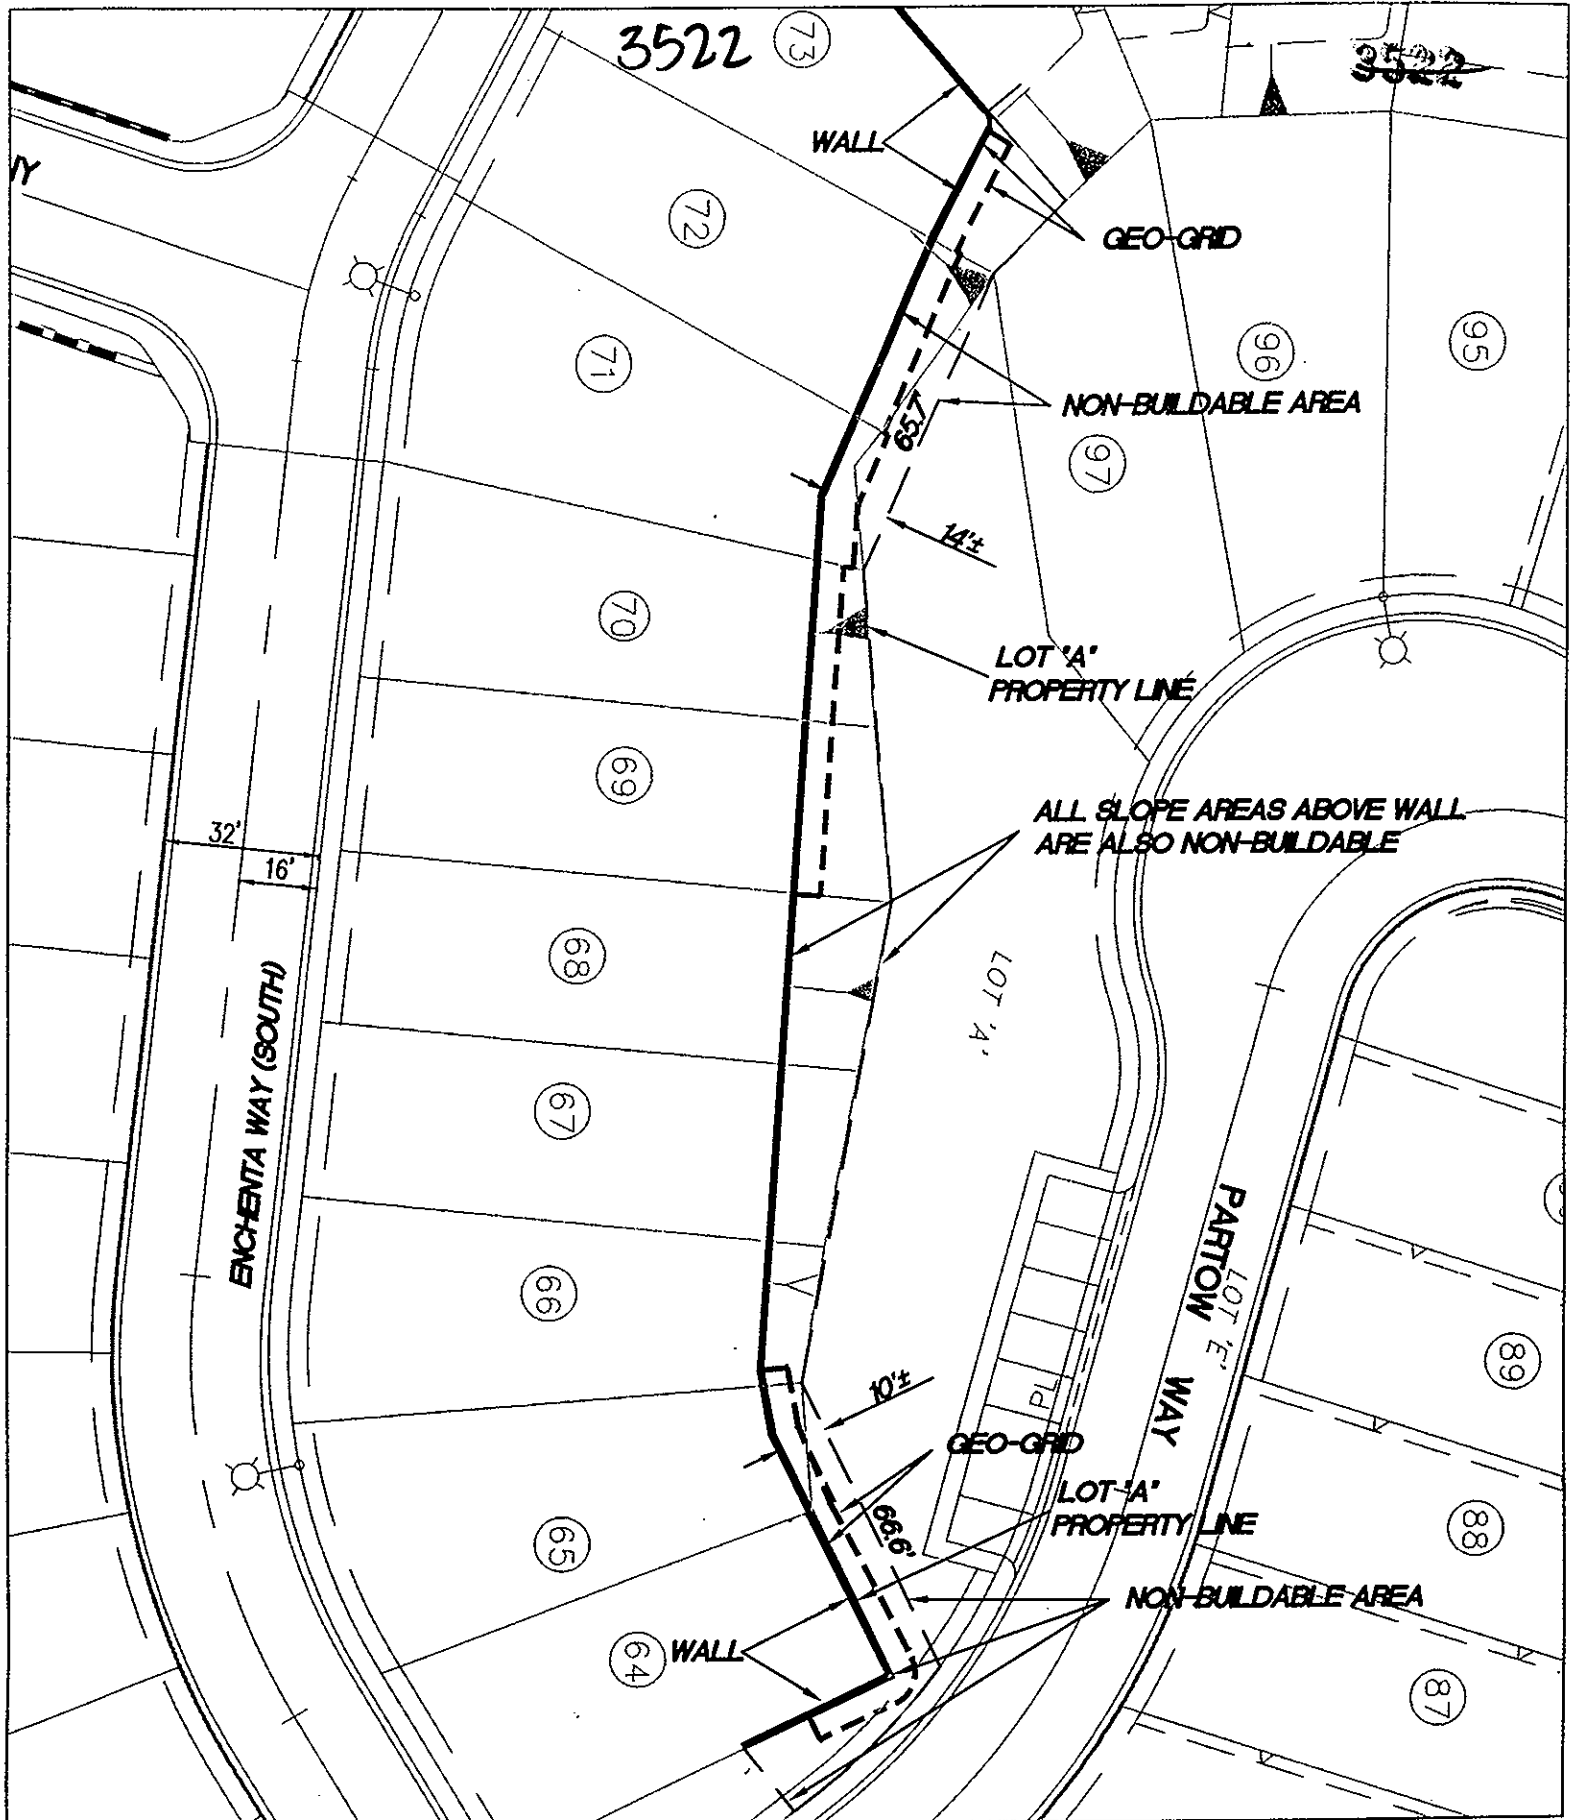 3522
73
3522
WALL
72
GEO-GRID
71
96
95
NON-BUILDABLE AREA
65.7'
97
14'±
70
LOT "A"
PROPERTY LINE
69
ALL SLOPE AREAS ABOVE WALL
ARE ALSO NON-BUILDABLE
32'
16'
68
LOT 'A'
ENCHENTA WAY (SOUTH)
67
PARTOW WAY
LOT 'E'
66
89
10'±
PL
GEO-GRID
LOT "A"
PROPERTY LINE
66.6'
88
65
NON-BUILDABLE AREA
WALL
64
87